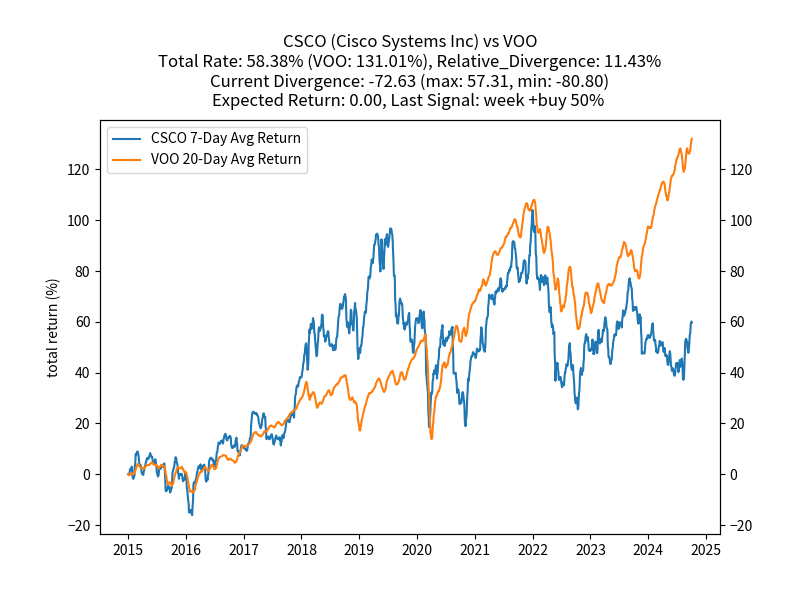 CSCO (Cisco Systems Inc) vs VOO
Total Rate: 58.38% (VOO: 131.01%), Relative_Divergence: 11.43%
Current Divergence: -72.63 (max: 57.31, min: -80.80)
Expected Return: 0.00, Last Signal: week +buy 50%
CSCO 7-Day Avg Return
VOO 20-Day Avg Return
total return (%)
120
100
80
60
40
20
0
−20
120
100
80
60
40
20
0
−20
2015 2016 2017 2018 2019 2020 2021 2022 2023 2024 2025